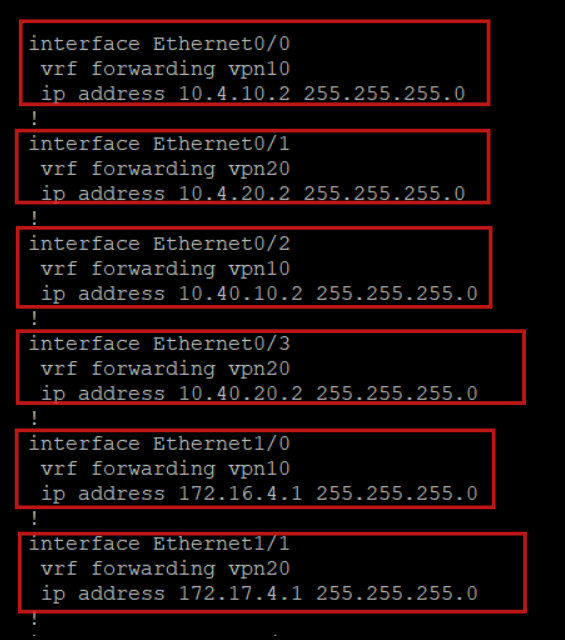 interface Ethernet0/0
vrf forwarding vpn10
ip address 10.4.10.2 255.255.255.0
!
interface Ethernet0/1
vrf forwarding vpn20
ip address 10.4.20.2 255.255.255.0
!
interface Ethernet0/2
vrf forwarding vpn10
ip address 10.40.10.2 255.255.255.0
!
interface Ethernet0/3
vrf forwarding vpn20
ip address 10.40.20.2 255.255.255.0
!
interface Ethernet1/0
vrf forwarding vpn10
ip address 172.16.4.1 255.255.255.0
!
interface Ethernet1/1
vrf forwarding vpn20
ip address 172.17.4.1 255.255.255.0
!